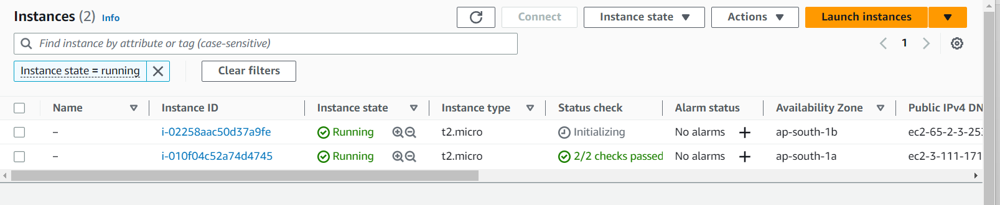 Instances (2) Info Connect Instance state Actions Launch instances
Find instance by attribute or tag (case-sensitive) 1
Instance state = running Clear filters
Name Instance ID Instance state Instance type Status check Alarm status Availability Zone Public IPv4 DN
– i-02258aac50d37a9fe Running t2.micro Initializing No alarms + ap-south-1b ec2-65-2-3-253
– i-010f04c52a74d4745 Running t2.micro 2/2 checks passed No alarms + ap-south-1a ec2-3-111-171